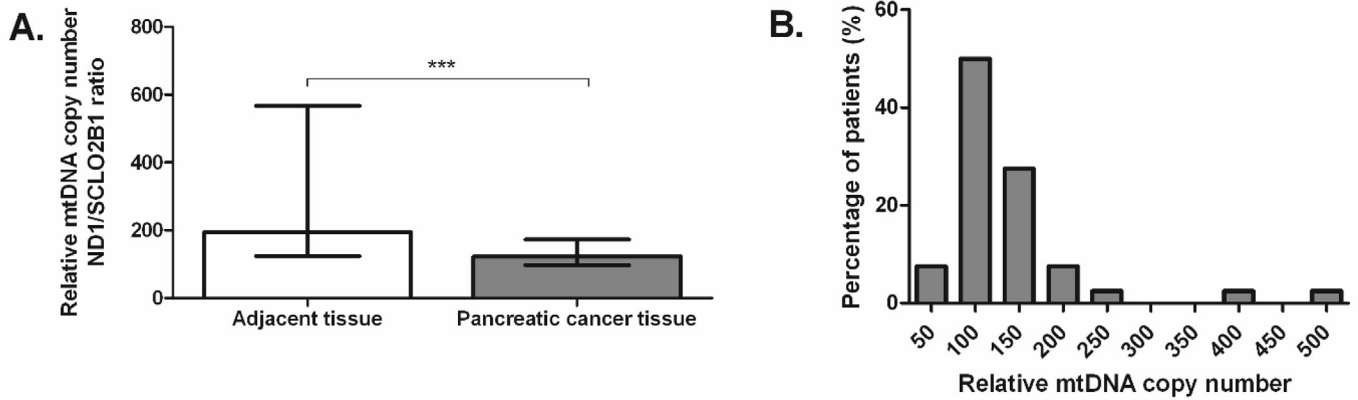 A.
Relative mtDNA copy number
ND1/SCLO2B1 ratio
800
600
400
200
0
***
Adjacent tissue
Pancreatic cancer tissue
B.
Percentage of patients (%)
60
40
20
0
50
100
150
200
250
300
350
400
450
500
Relative mtDNA copy number